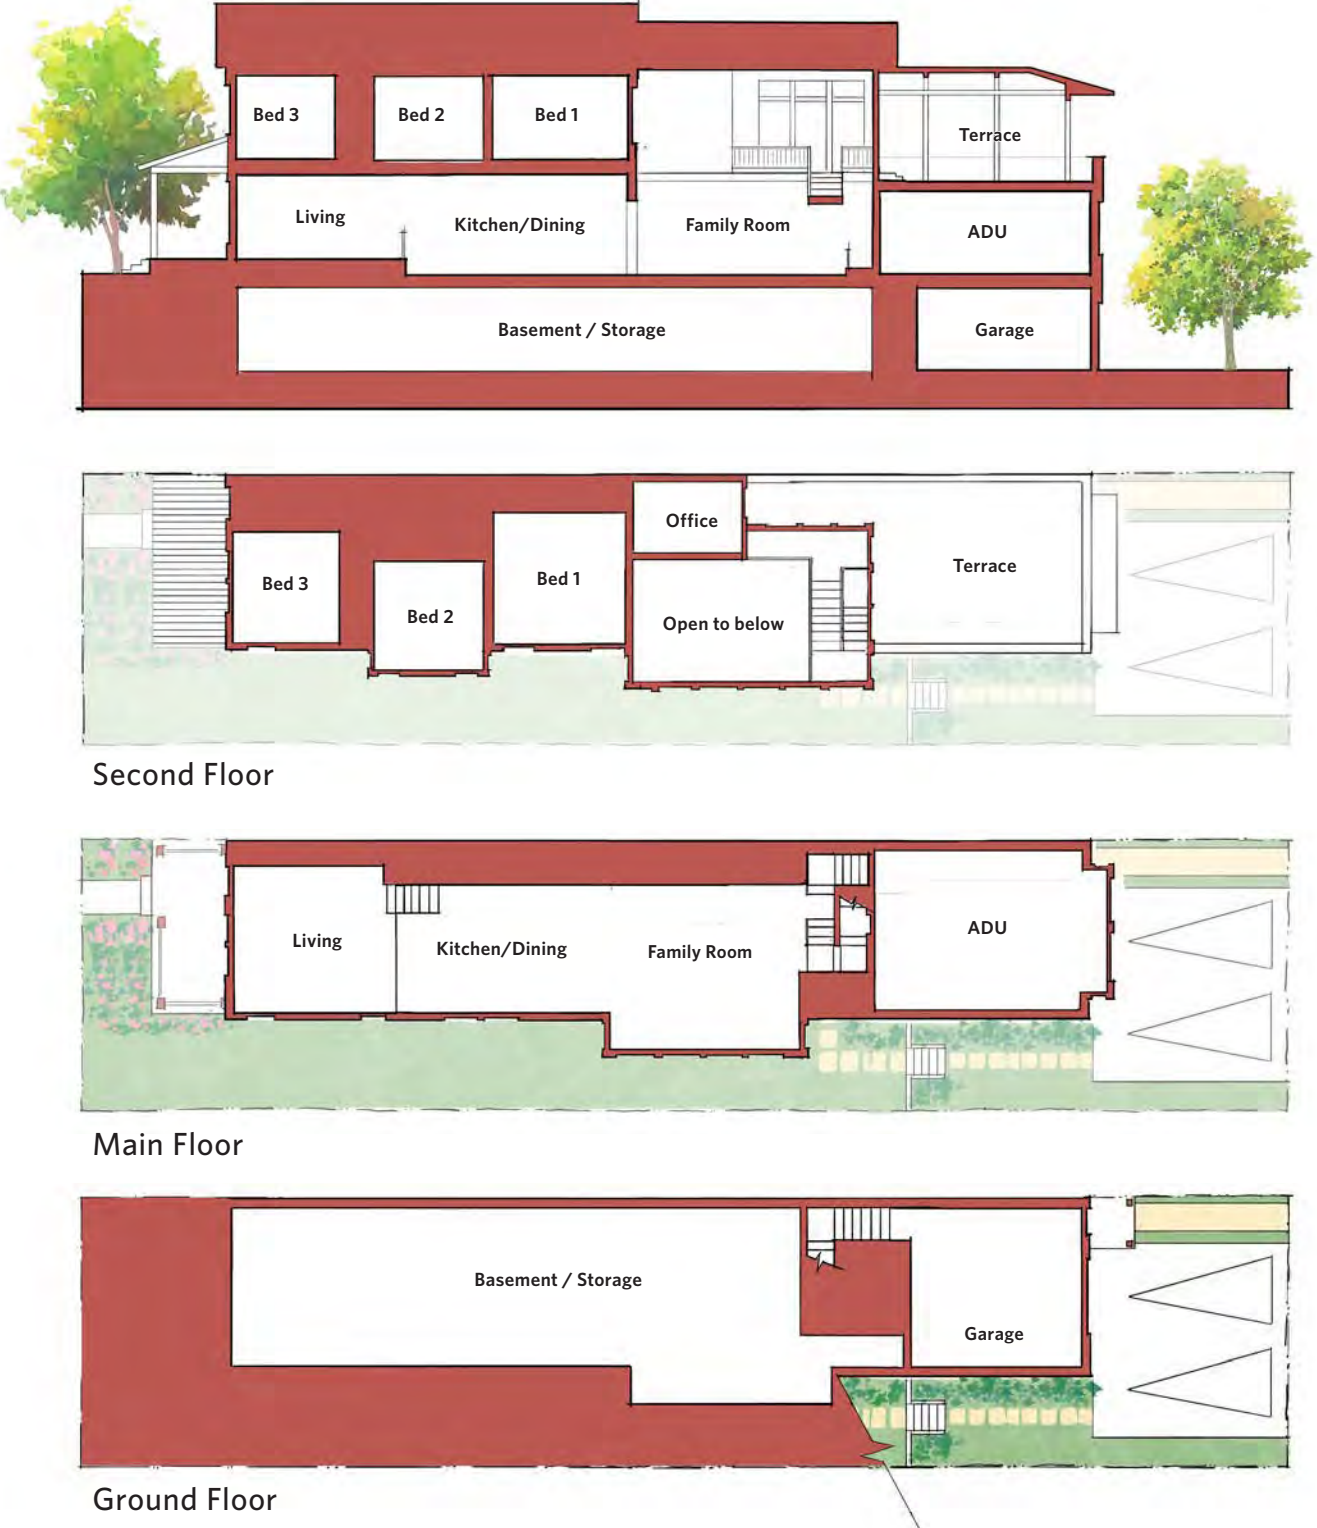 Bed 3
Bed 2
Bed 1
Terrace
Living
Kitchen/Dining
Family Room
ADU
Basement / Storage
Garage
Office
Bed 3
Bed 2
Bed 1
Open to below
Terrace
Second Floor
Living
Kitchen/Dining
Family Room
ADU
Main Floor
Basement / Storage
Garage
Ground Floor